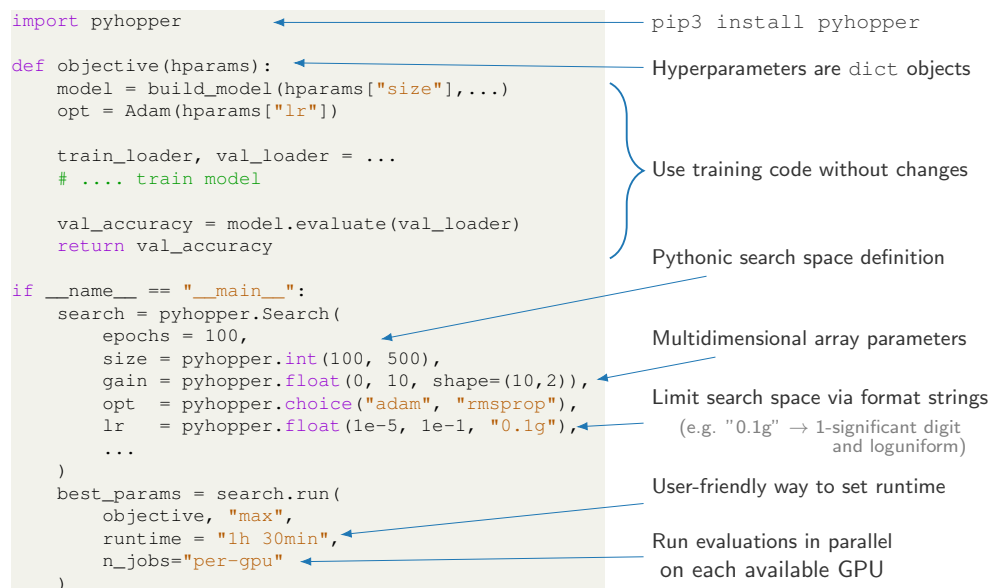 import pyhopper
pip3 install pyhopper
def objective(hparams):
Hyperparameters are dict objects
    model = build_model(hparams["size"],...)
    opt = Adam(hparams["lr"])
    train_loader, val_loader = ...
Use training code without changes
    # .... train model
    val_accuracy = model.evaluate(val_loader)
    return val_accuracy
Pythonic search space definition
if __name__ == "__main__":
    search = pyhopper.Search(
        epochs = 100,
Multidimensional array parameters
        size = pyhopper.int(100, 500),
        gain = pyhopper.float(0, 10, shape=(10,2)),
        opt  = pyhopper.choice("adam", "rmsprop"),
Limit search space via format strings
        lr   = pyhopper.float(1e-5, 1e-1, "0.1g"),
(e.g. "0.1g" → 1-significant digit
and loguniform)
        ...
    )
    best_params = search.run(
User-friendly way to set runtime
        objective, "max",
        runtime = "1h 30min",
Run evaluations in parallel
        n_jobs="per-gpu"
on each available GPU
    )